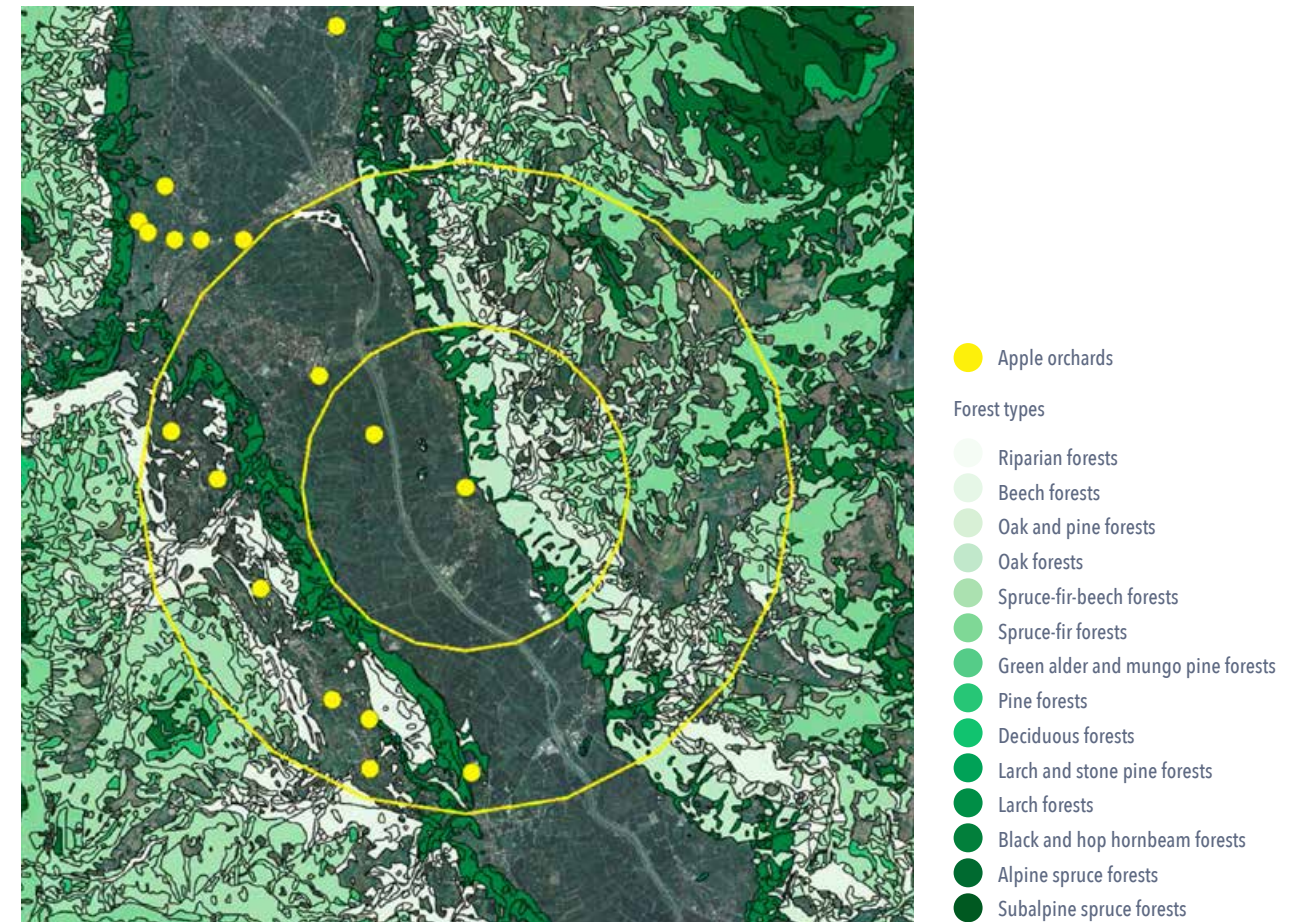 Apple orchards
Forest types
Riparian forests
Beech forests
Oak and pine forests
Oak forests
Spruce-fir-beech forests
Spruce-fir forests
Green alder and mungo pine forests
Pine forests
Deciduous forests
Larch and stone pine forests
Larch forests
Black and hop hornbeam forests
Alpine spruce forests
Subalpine spruce forests